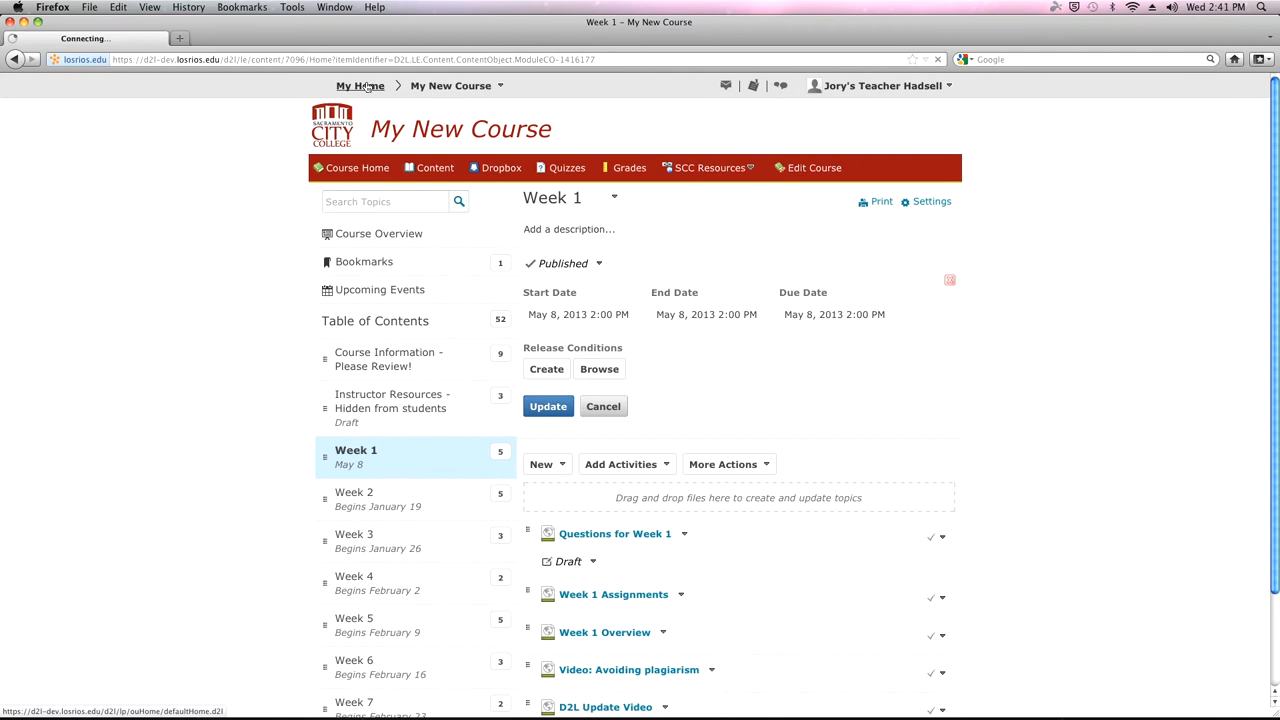 Firefox File Edit View History Bookmarks Tools Window Help Wed 2:41 PM
Week 1 – My New Course
Connecting...
losrios.edu https://d2l-dev.losrios.edu/d2l/le/content/7096/Home?itemIdentifier=D2L.LE.Content.ContentObject.ModuleCO-1416177 Google
My Home My New Course Jory's Teacher Hadsell
SACRAMENTO
CITY
COLLEGE
My New Course
Course Home Content Dropbox Quizzes Grades SCC Resources Edit Course
Search Topics
Week 1
Print Settings
Course Overview
Add a description...
Bookmarks 1
Published
Upcoming Events
Start Date End Date Due Date
Table of Contents 52
May 8, 2013 2:00 PM May 8, 2013 2:00 PM May 8, 2013 2:00 PM
Course Information -
Please Review!
9
Release Conditions
Create Browse
Instructor Resources -
Hidden from students
Draft
3
Update Cancel
Week 1 5
May 8
New Add Activities More Actions
Week 2 5
Begins January 19
Drag and drop files here to create and update topics
Week 3 3
Begins January 26
Questions for Week 1
Draft
Week 4 2
Begins February 2
Week 1 Assignments
Week 5 5
Begins February 9
Week 1 Overview
Week 6 3
Begins February 16
Video: Avoiding plagiarism
Week 7 2
Begins February 23
D2L Update Video
https://d2l-dev.losrios.edu/d2l/lp/ouHome/defaultHome.d2l